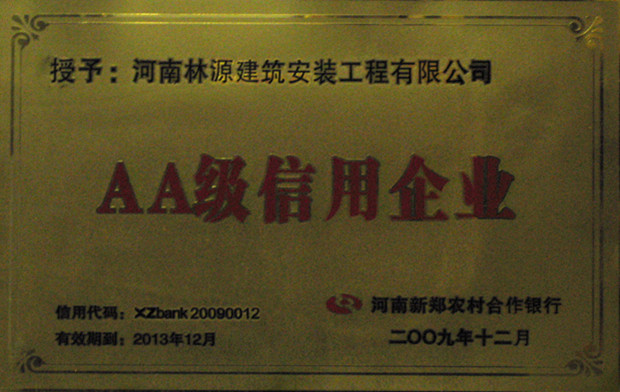 授予：河南林源建筑安装工程有限公司
AA级信用企业
信用代码：XZbank 20090012
有效期到：2013年12月
河南新郑农村合作银行
二〇〇九年十二月